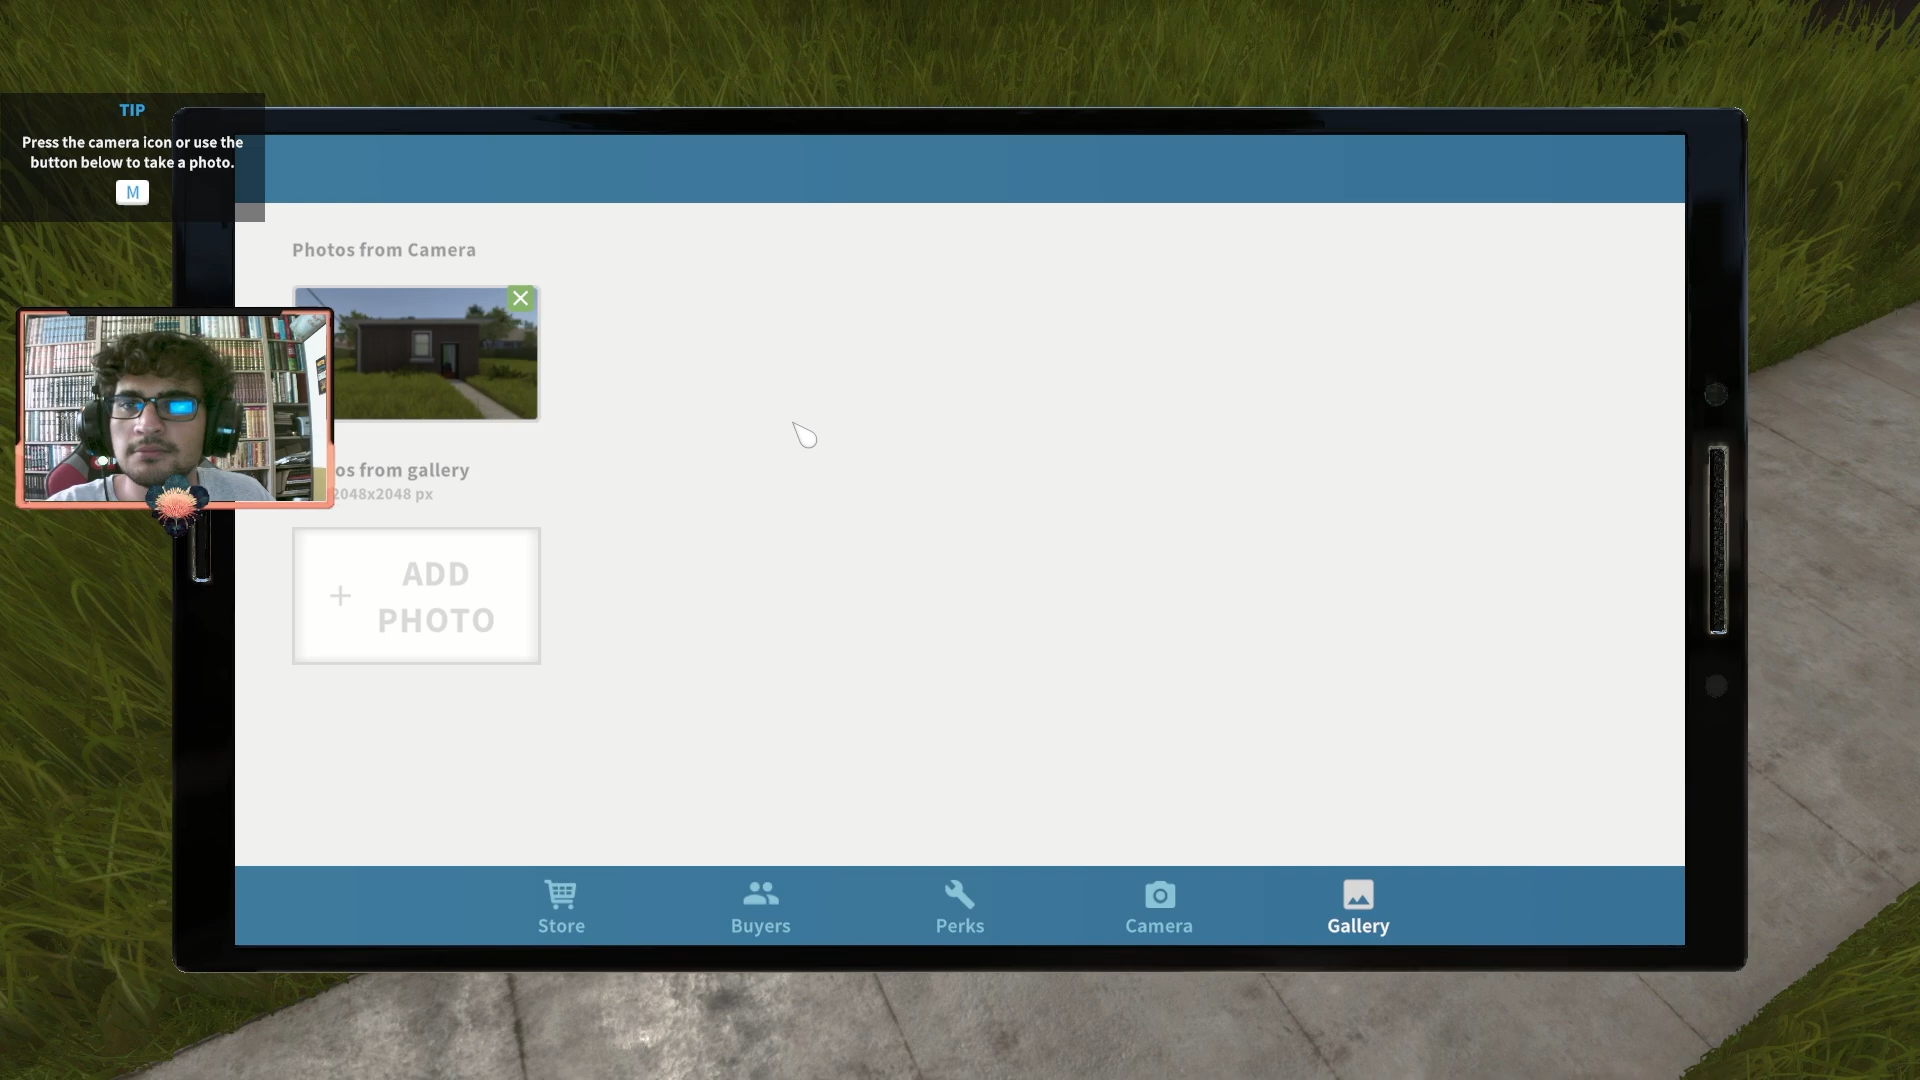 TIP
Press the camera icon or use the
button below to take a photo.
M
Photos from Camera
os from gallery
2048x2048 px
+ ADD
PHOTO
Store
Buyers
Perks
Camera
Gallery